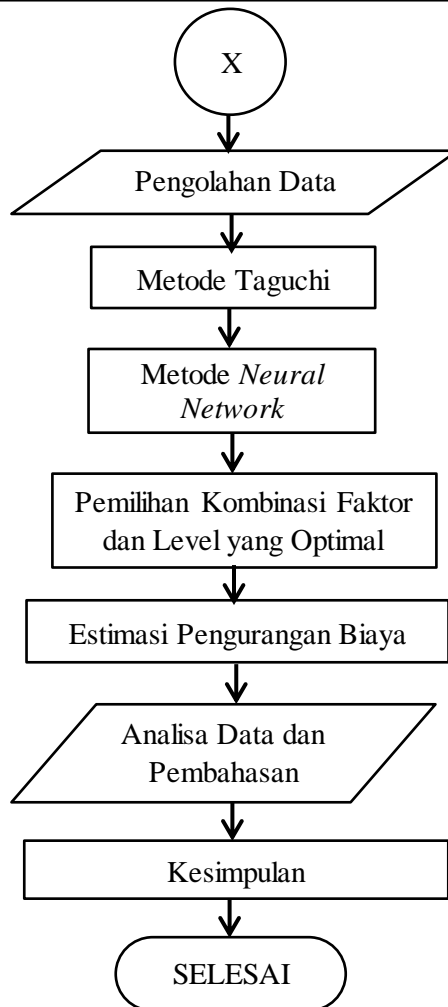 X
Pengolahan Data
Metode Taguchi
Metode Neural
Network
Pemilihan Kombinasi Faktor
dan Level yang Optimal
Estimasi Pengurangan Biaya
Analisa Data dan
Pembahasan
Kesimpulan
SELESAI